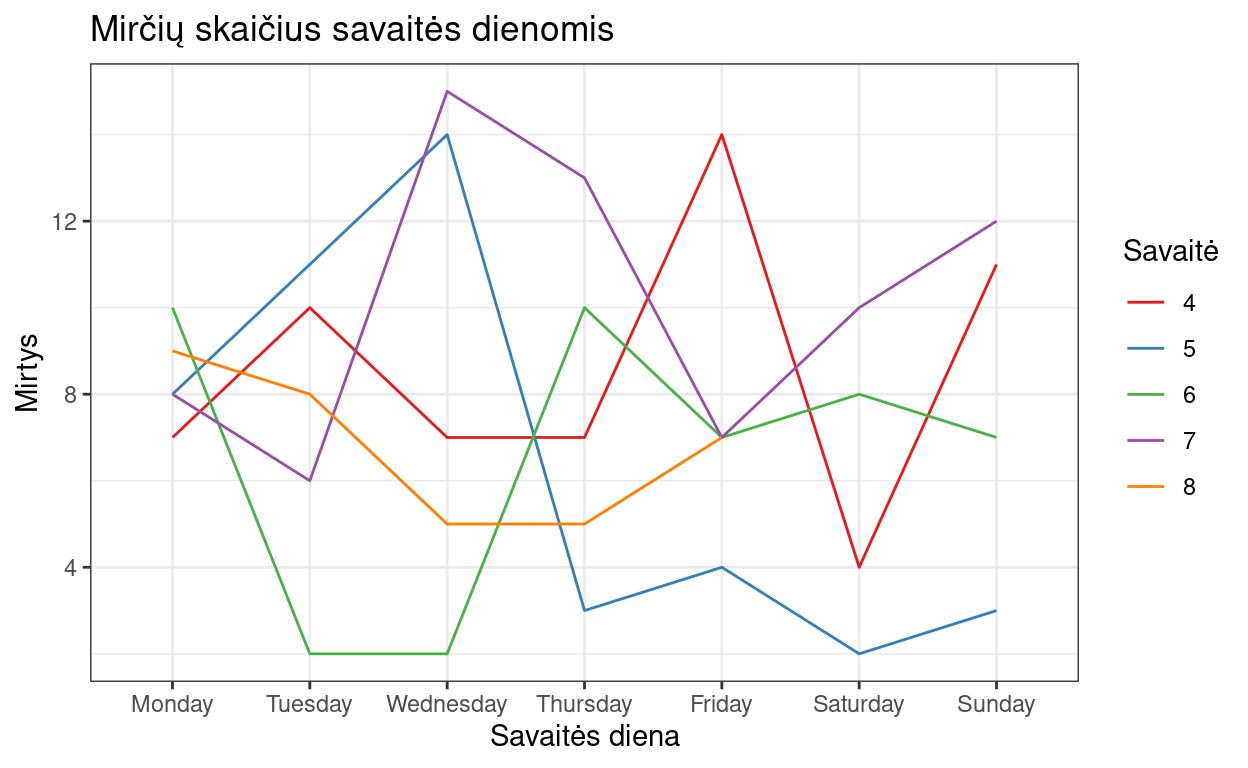 Mirčių skaičius savaitės dienomis
Mirtys
12
8
4
Monday Tuesday Wednesday Thursday Friday Saturday Sunday
Savaitės diena
Savaitė
4
5
6
7
8